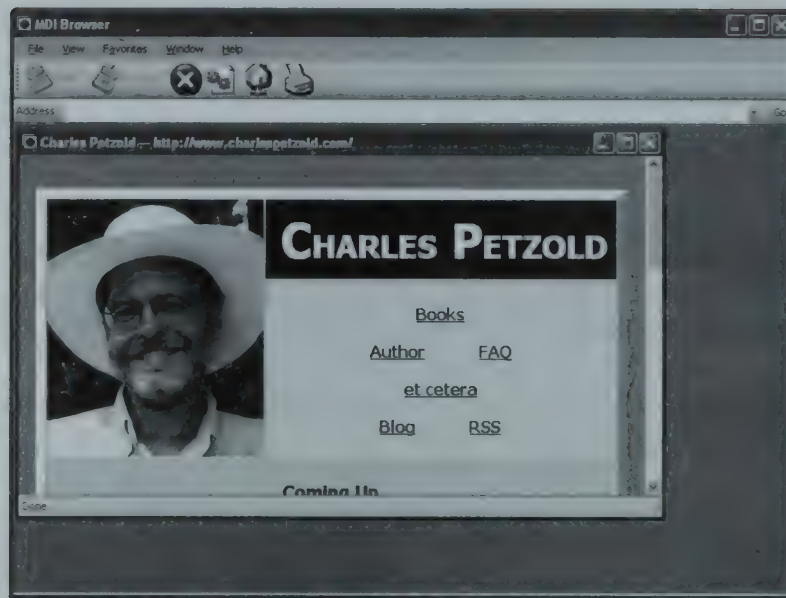 MDI Browser
File View Favorites Window Help
Address Go
Charles Petzold — http://www.charlespetzold.com/
CHARLES PETZOLD
Books
Author FAQ
et cetera
Blog RSS
Coming Up
Done